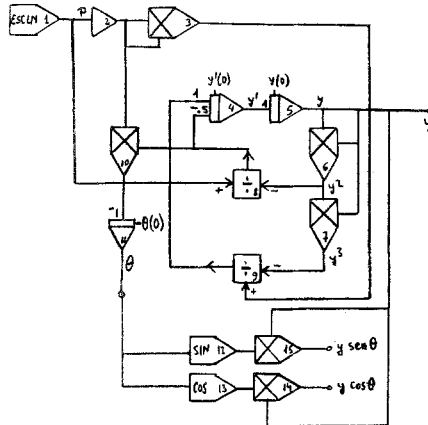 ESCLN 1
P
2
3
y'(0)
y(0)
1
-.5
4
y'
1
5
y
y
10
6
+
÷ 8
-
y²
-1
-θ(0)
11
7
y³
θ
÷ 9
-
+
SIN 12
15
y sen θ
COS 13
14
y cos θ